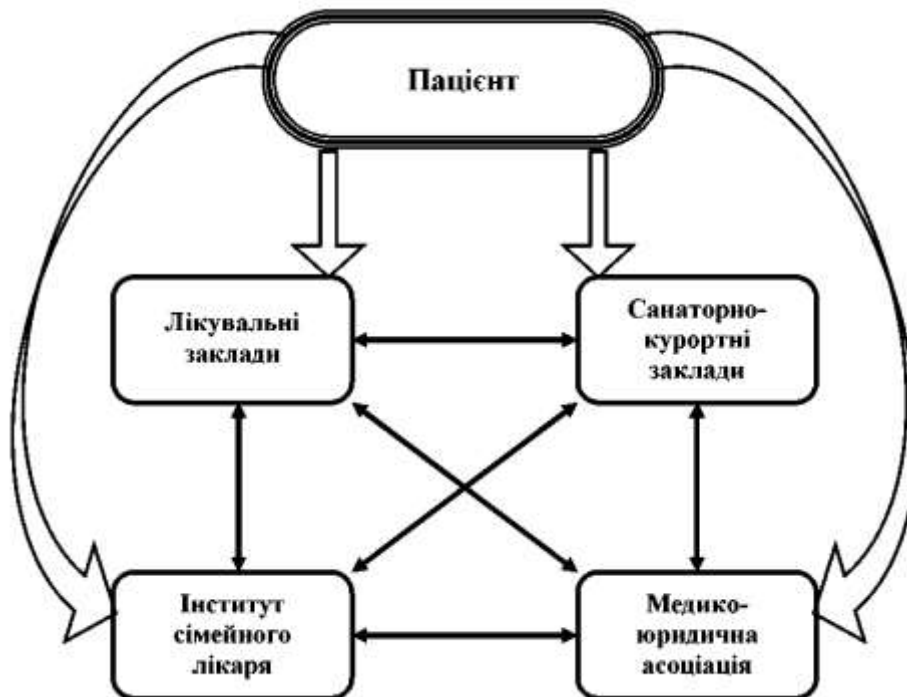 Пацієнт
Лікувальні
заклади
Санаторно-
курортні
заклади
Інститут
сімейного
лікаря
Медико-
юридична
асоціація